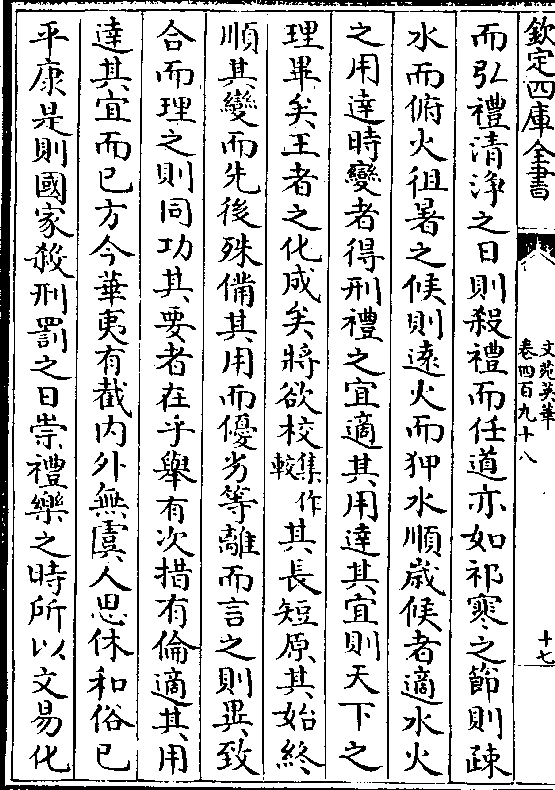 欽定四庫全書
文苑英華
卷四百九十八
十七
而弘禮清浄之日則殺禮而任道亦如祁寒之節則疎
水而俯火徂暑之候則逺火而狎水順歳候者適水火
之用達時變者得刑禮之宜適其用達其宜則天下之
理畢矣王者之化成矣將欲校集作較其長短原其始終
順其變而先後殊備其用而優劣等離而言之則異致
合而理之則同功其要者在乎舉有次措有倫適其用
達其宜而已方今華夷有截内外無虞人思休和俗已
平康是則國家殺刑罰之日崇禮樂之時所以文易化